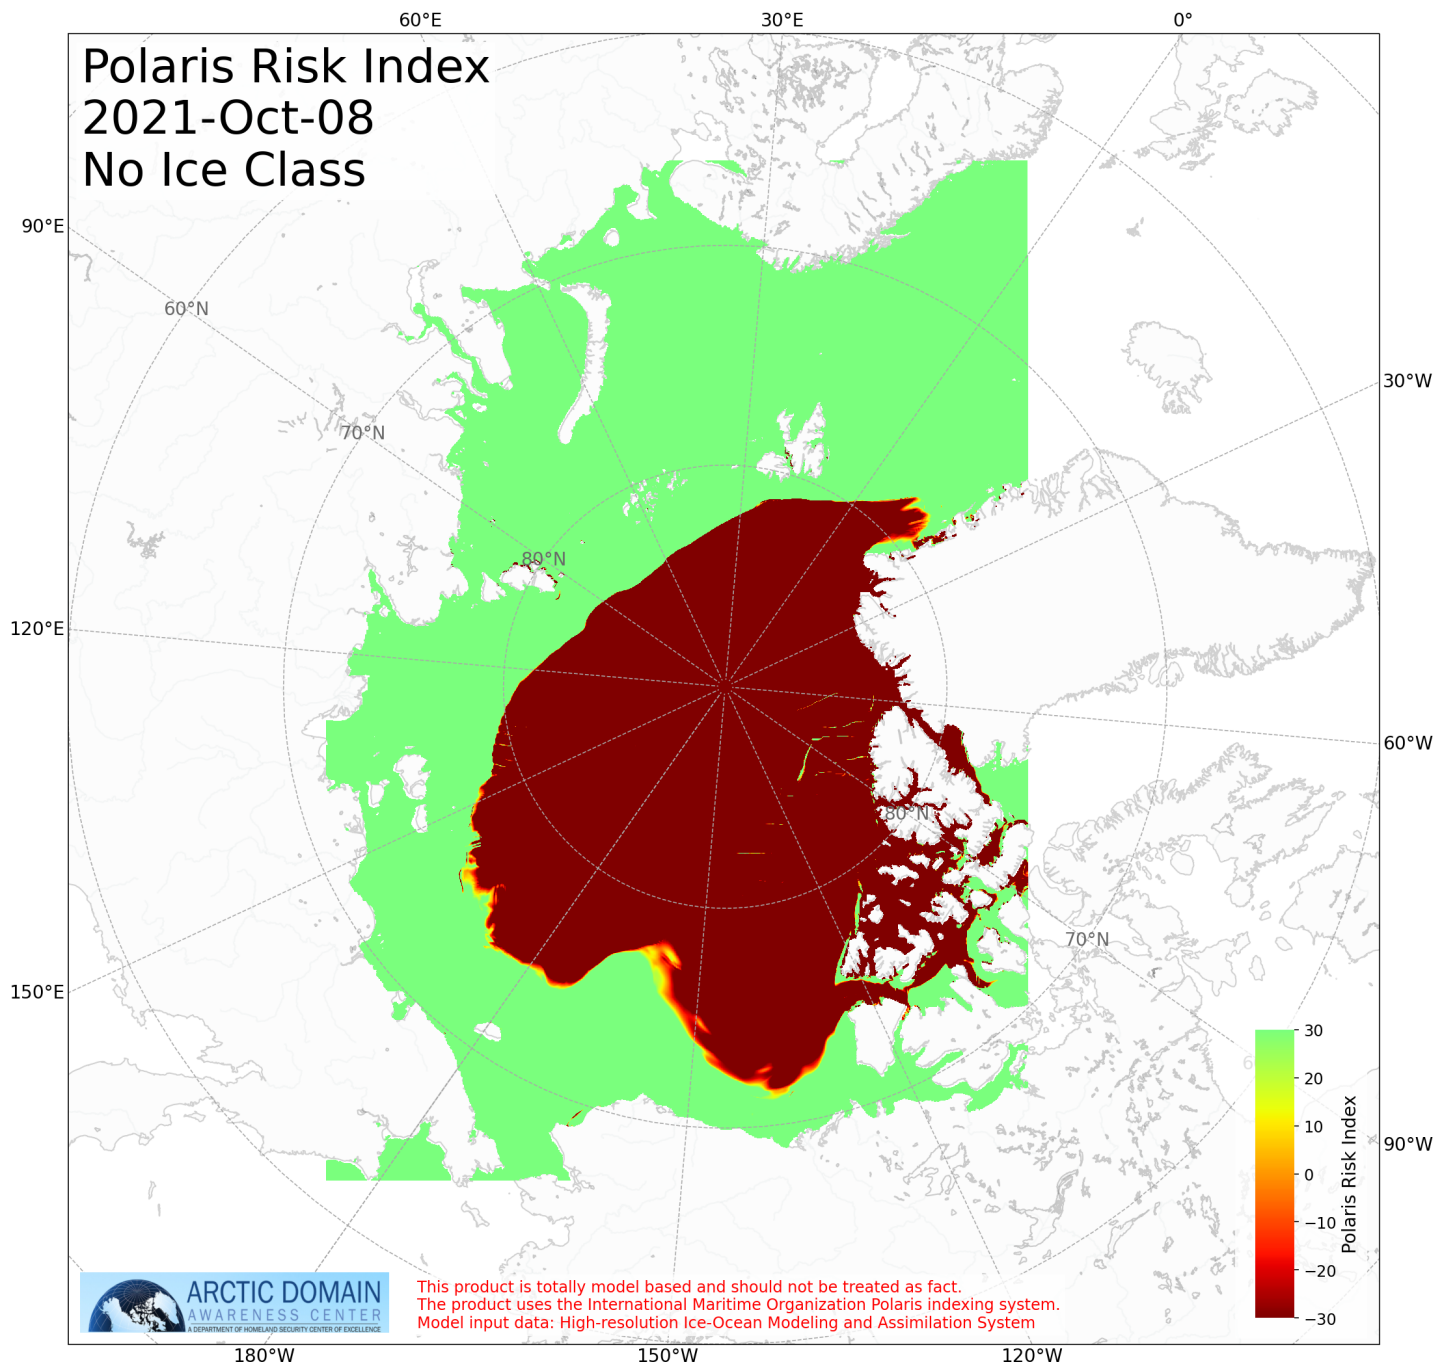 60°E 30°E 0°
Polaris Risk Index
2021-Oct-08
No Ice Class
90°E
60°N
30°W
70°N
80°N
120°E
60W
80°N
70°N
150°E
30
20
10
0
−10
−20
−30
Polaris Risk Index
90°W
ARCTIC DOMAIN
AWARENESS CENTER
A DEPARTMENT OF HOMELAND SECURITY CENTER OF EXCELLENCE
This product is totally model based and should not be treated as fact.
The product uses the International Maritime Organization Polaris indexing system.
Model input data: High-resolution Ice-Ocean Modeling and Assimilation System
180°W 150°W 120°W